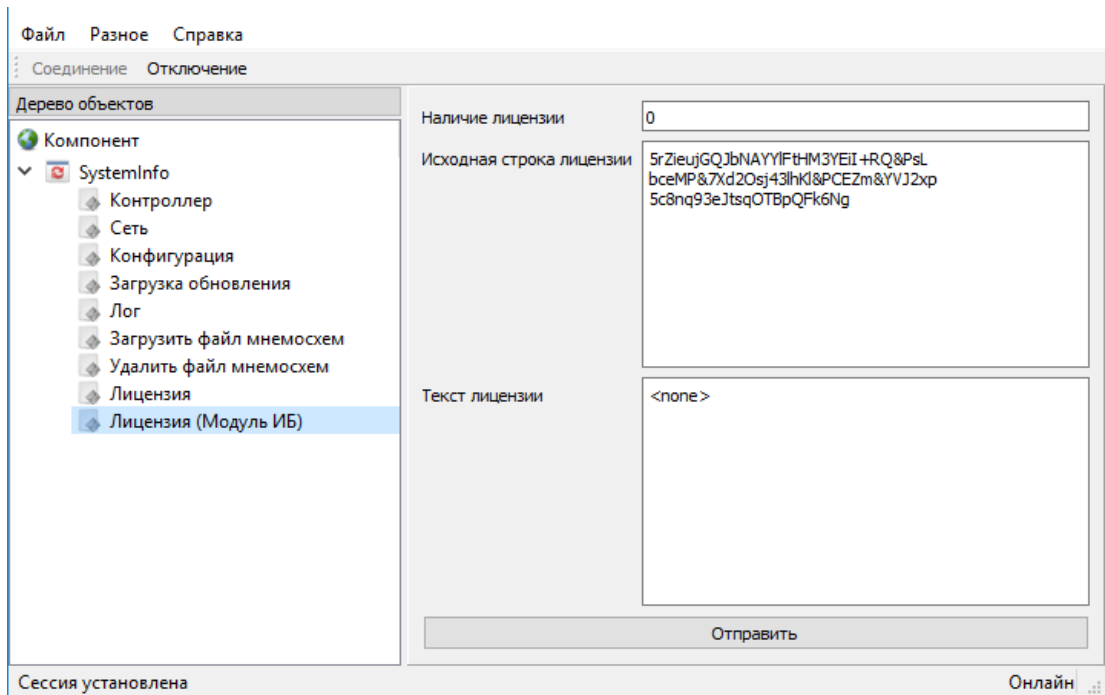 Файл Разное Справка
Соединение Отключение
Дерево объектов
Компонент
SystemInfo
Контроллер
Сеть
Конфигурация
Загрузка обновления
Лог
Загрузить файл мнемосхем
Удалить файл мнемосхем
Лицензия
Лицензия (Модуль ИБ)
Наличие лицензии 0
Исходная строка лицензии 5rZieujGQJbNAYYlFtHM3YEiI+RQ&PsL
bceMP&7Xd2Osj43lhKl&PCEZm&YVJ2xp
5c8nq93eJtsqOTBpQFk6Ng
Текст лицензии <none>
Отправить
Сессия установлена Онлайн